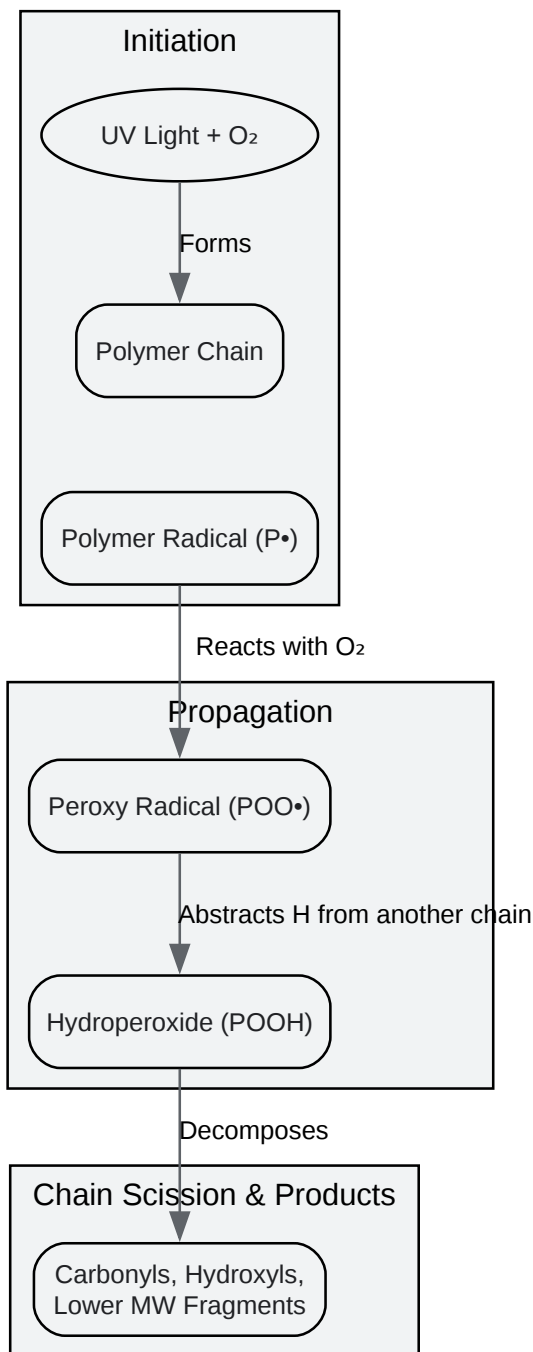 Initiation
UV Light + O₂
Forms
Polymer Chain
Polymer Radical (P•)
Reacts with O₂
Propagation
Peroxy Radical (POO•)
Abstracts H from another chain
Hydroperoxide (POOH)
Decomposes
Chain Scission & Products
Carbonyls, Hydroxyls,
Lower MW Fragments